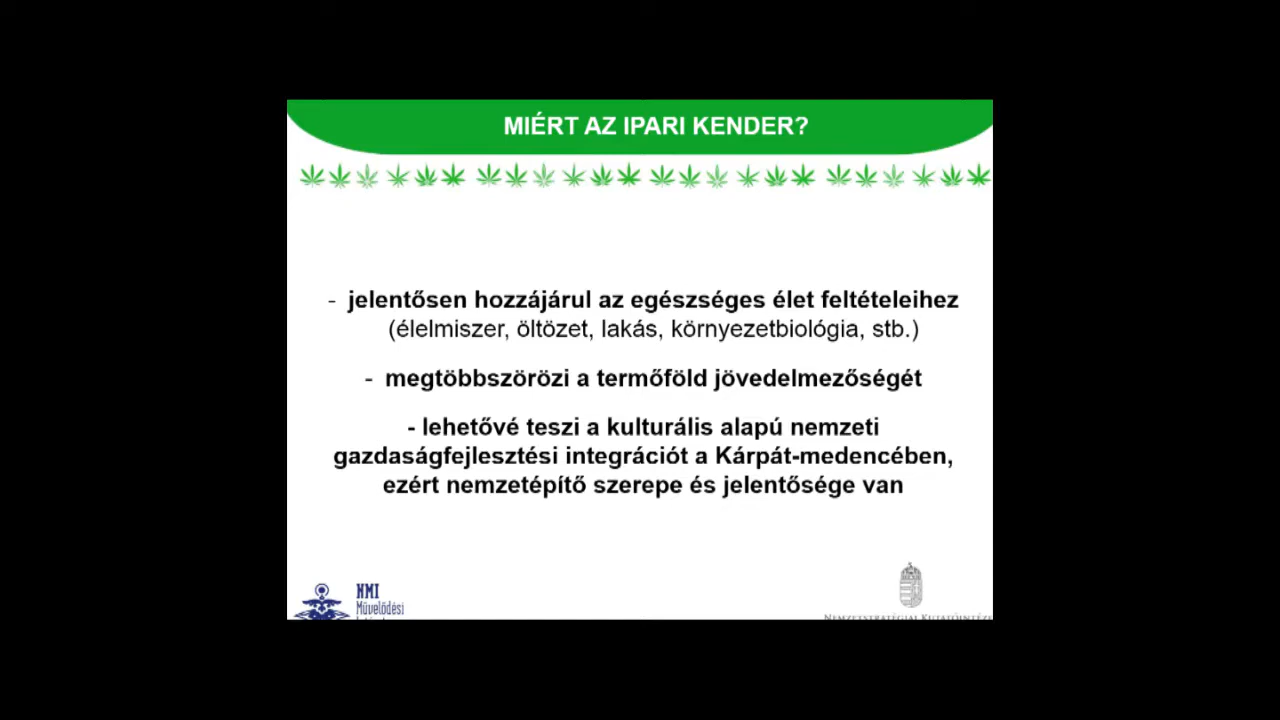 MIÉRT AZ IPARI KENDER?
- jelentősen hozzájárul az egészséges élet feltételeihez
(élelmiszer, öltözet, lakás, környezetbiológia, stb.)
- megtöbbszörözi a termőföld jövedelmezőségét
- lehetővé teszi a kulturális alapú nemzeti
gazdaságfejlesztési integrációt a Kárpát-medencében,
ezért nemzetépítő szerepe és jelentősége van
NMI
Művelődési